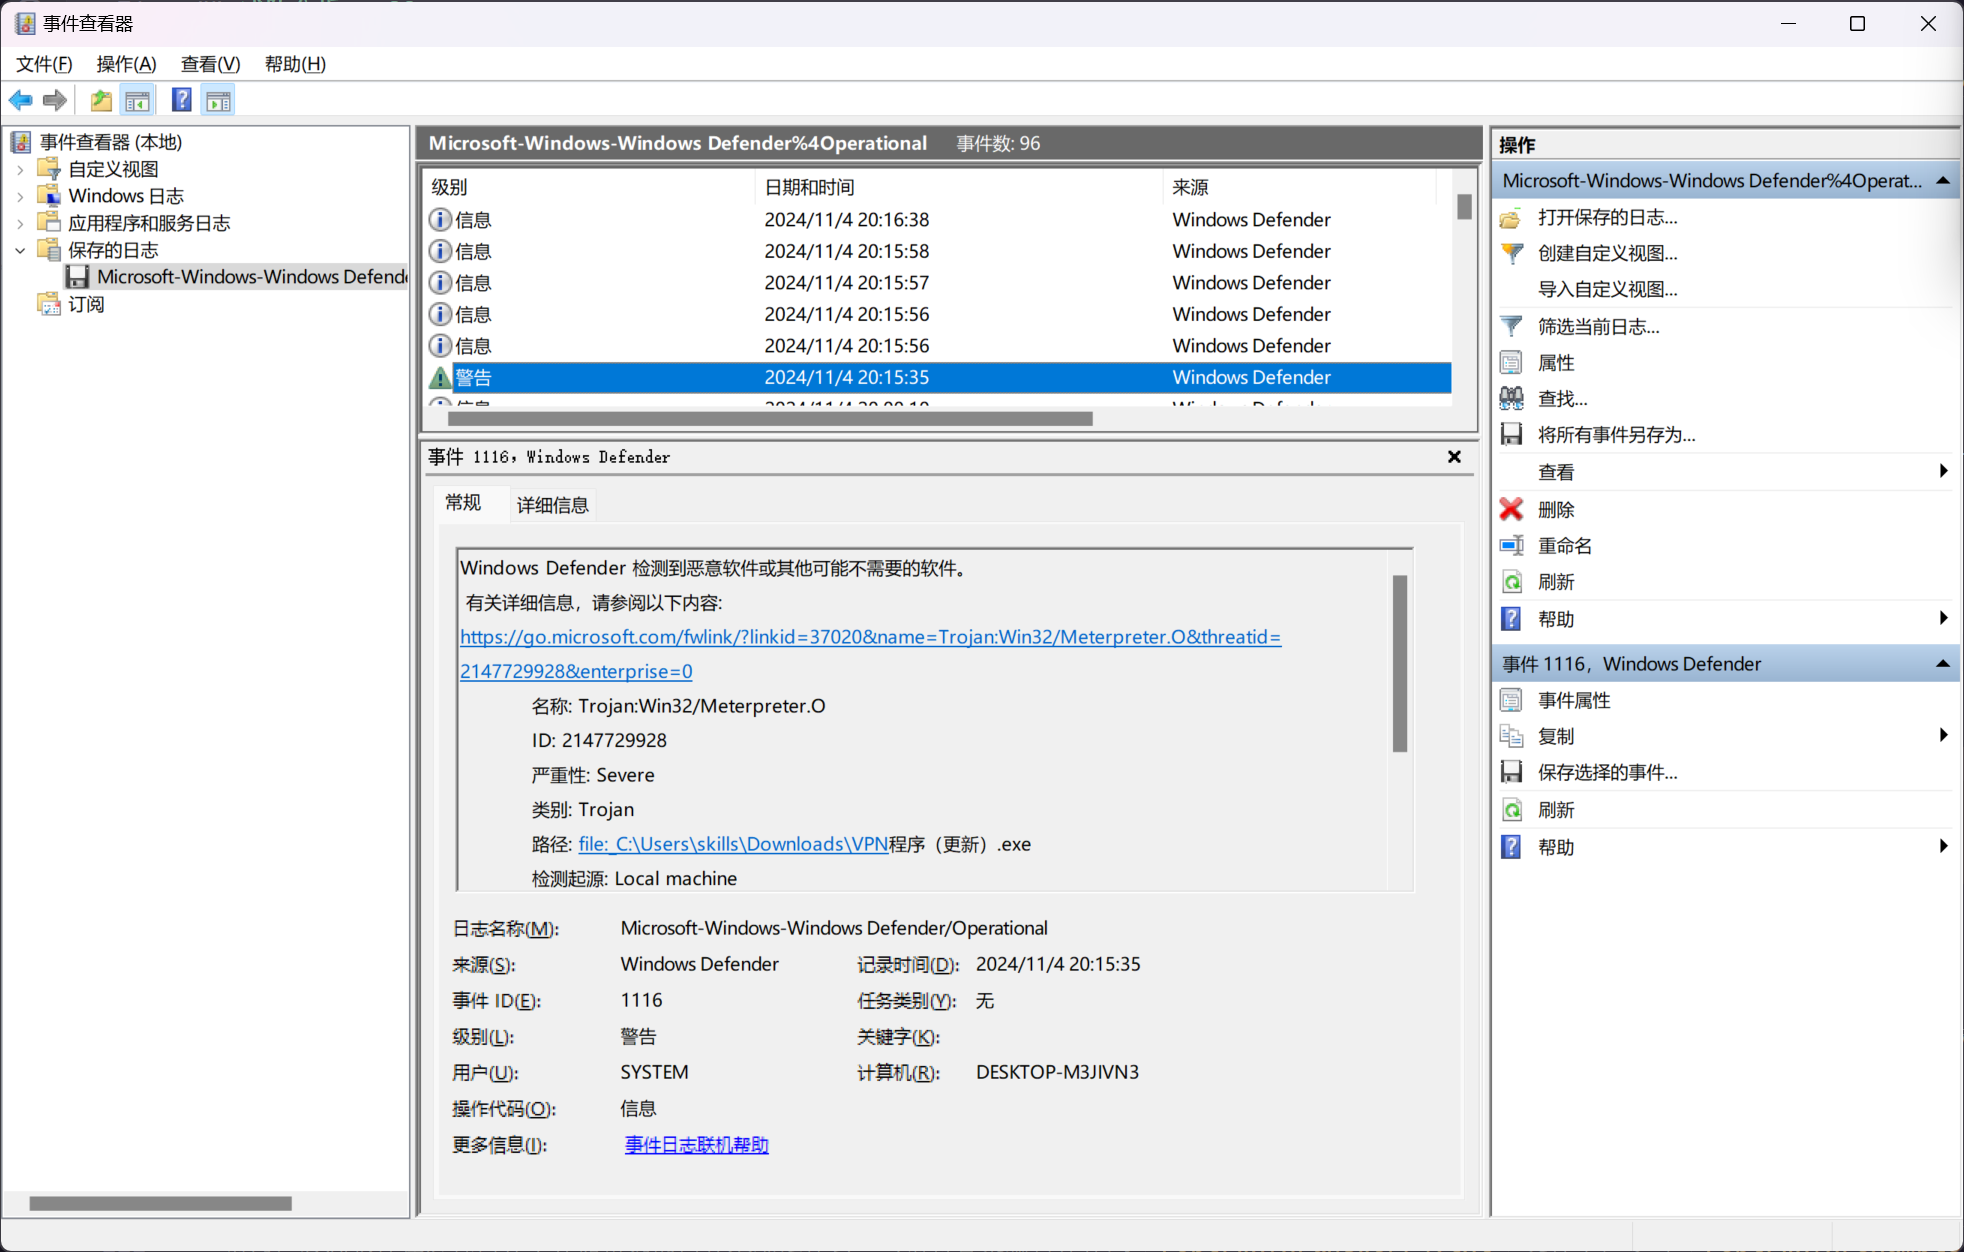 事件查看器
文件(F) 操作(A) 查看(V) 帮助(H)
事件查看器 (本地)
自定义视图
Windows 日志
应用程序和服务日志
保存的日志
Microsoft-Windows-Windows Defende
订阅
Microsoft-Windows-Windows Defender%4Operational 事件数: 96
级别 日期和时间 来源
信息 2024/11/4 20:16:38 Windows Defender
信息 2024/11/4 20:15:58 Windows Defender
信息 2024/11/4 20:15:57 Windows Defender
信息 2024/11/4 20:15:56 Windows Defender
信息 2024/11/4 20:15:56 Windows Defender
警告 2024/11/4 20:15:35 Windows Defender
事件 1116，Windows Defender
常规 详细信息
Windows Defender 检测到恶意软件或其他可能不需要的软件。
有关详细信息，请参阅以下内容:
https://go.microsoft.com/fwlink/?linkid=37020&name=Trojan:Win32/Meterpreter.O&threatid=
2147729928&enterprise=0
名称: Trojan:Win32/Meterpreter.O
ID: 2147729928
严重性: Severe
类别: Trojan
路径: file:_C:\Users\skills\Downloads\VPN程序（更新）.exe
检测起源: Local machine
日志名称(M): Microsoft-Windows-Windows Defender/Operational
来源(S): Windows Defender 记录时间(D): 2024/11/4 20:15:35
事件 ID(E): 1116 任务类别(Y): 无
级别(L): 警告 关键字(K):
用户(U): SYSTEM 计算机(R): DESKTOP-M3JIVN3
操作代码(O): 信息
更多信息(I): 事件日志联机帮助
操作
Microsoft-Windows-Windows Defender%4Operat...
打开保存的日志...
创建自定义视图...
导入自定义视图...
筛选当前日志...
属性
查找...
将所有事件另存为...
查看
删除
重命名
刷新
帮助
事件 1116，Windows Defender
事件属性
复制
保存选择的事件...
刷新
帮助